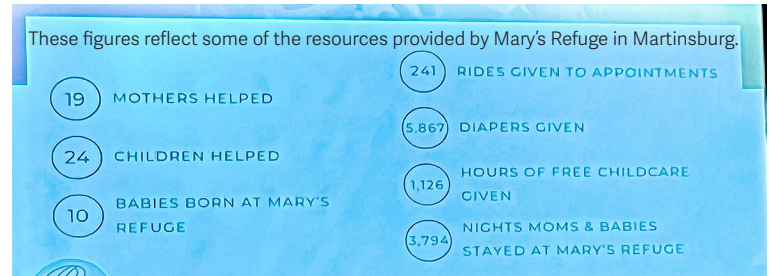 These figures reflect some of the resources provided by Mary's Refuge in Martinsburg.
19 MOTHERS HELPED
24 CHILDREN HELPED
10 BABIES BORN AT MARY'S
REFUGE
241 RIDES GIVEN TO APPOINTMENTS
5,867 DIAPERS GIVEN
1,126 HOURS OF FREE CHILDCARE
GIVEN
3,794 NIGHTS MOMS & BABIES
STAYED AT MARY'S REFUGE